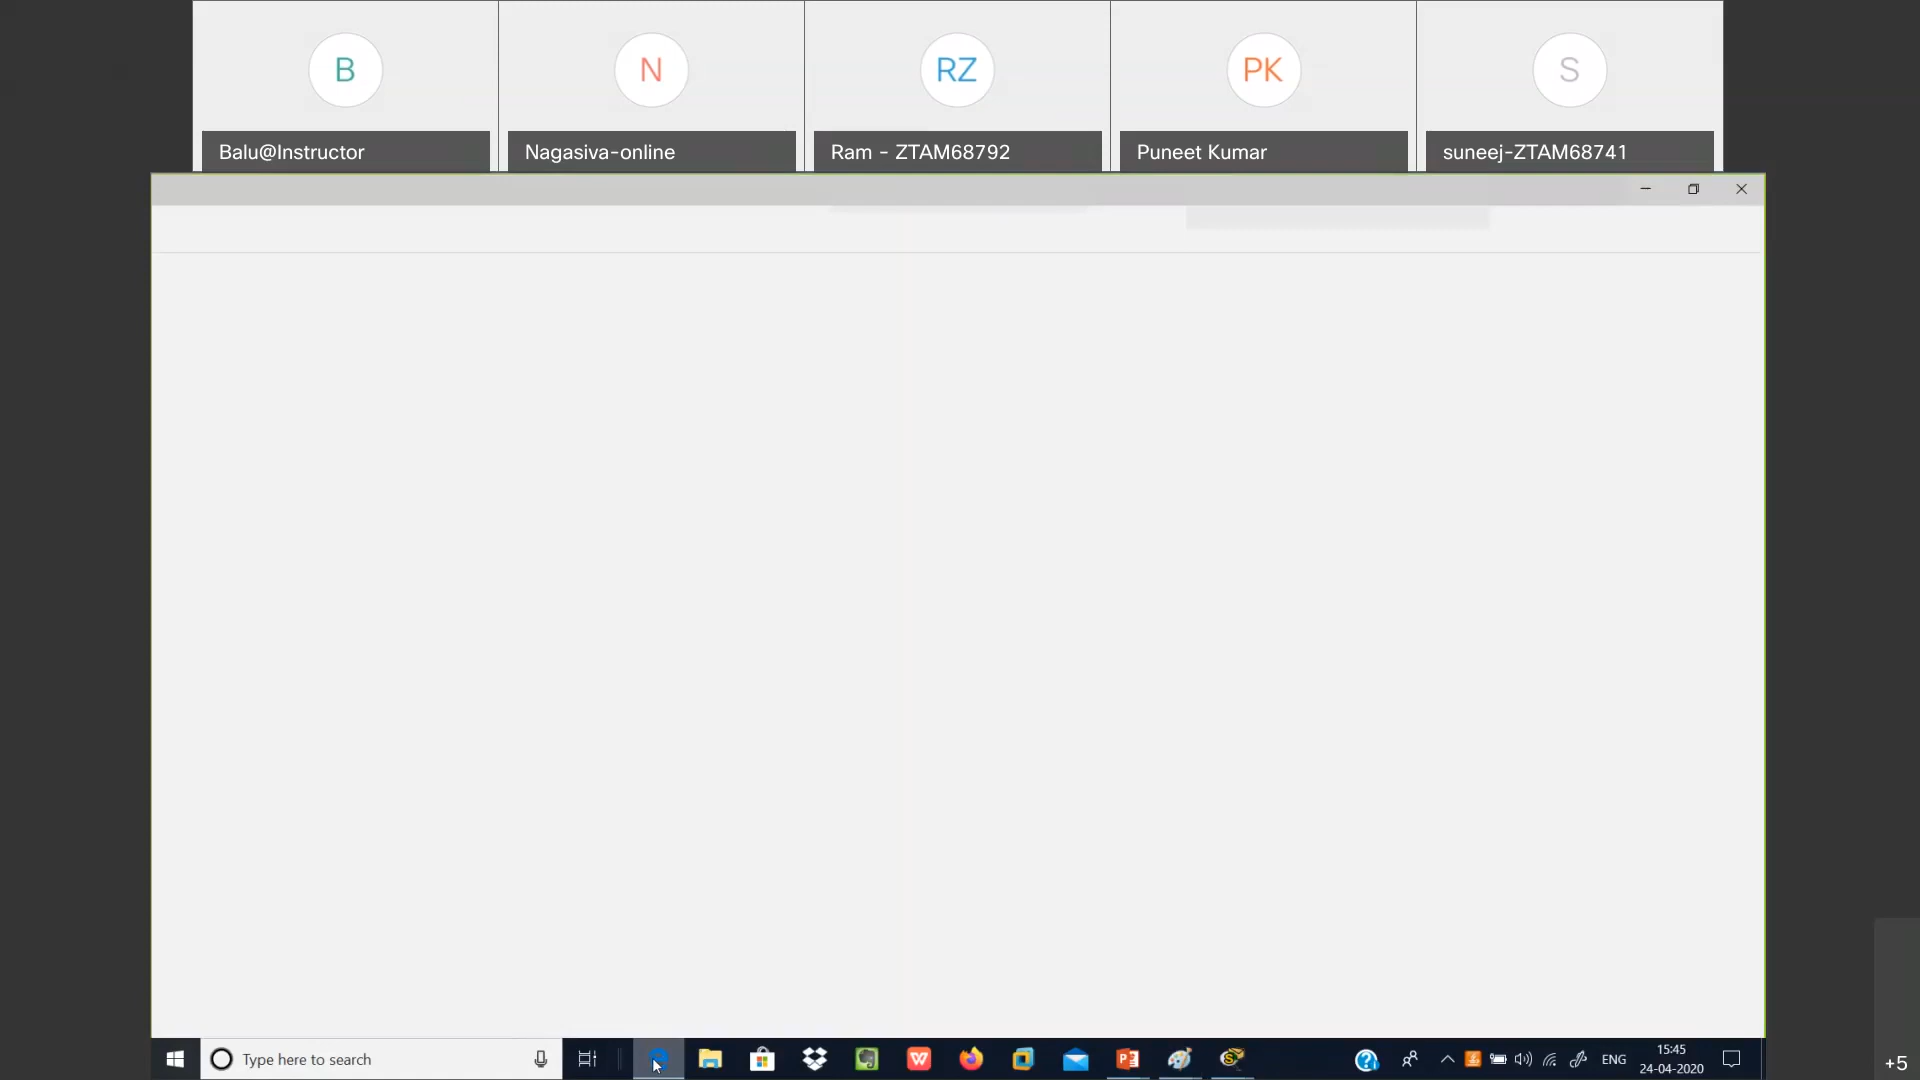 B
N
RZ
PK
S
Balu@Instructor
Nagasiva-online
Ram - ZTAM68792
Puneet Kumar
suneej-ZTAM68741
Type here to search
ENG
15:45
24-04-2020
+5